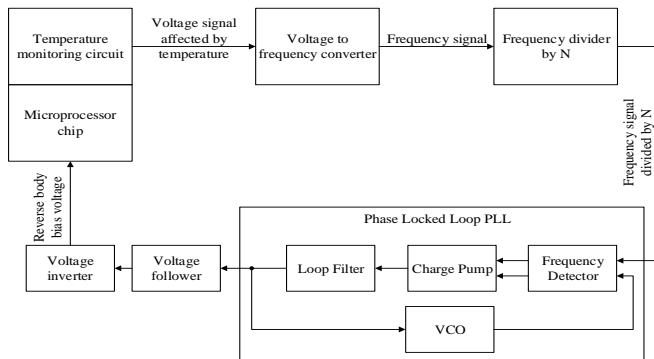 Temperature
monitoring circuit
Voltage signal
affected by
temperature
Voltage to
frequency converter
Frequency signal
Frequency divider
by N
Microprocessor
chip
Frequency signal
divided by N
Reverse body
bias voltage
Phase Locked Loop PLL
Voltage
inverter
Voltage
follower
Loop Filter
Charge Pump
Frequency
Detector
VCO